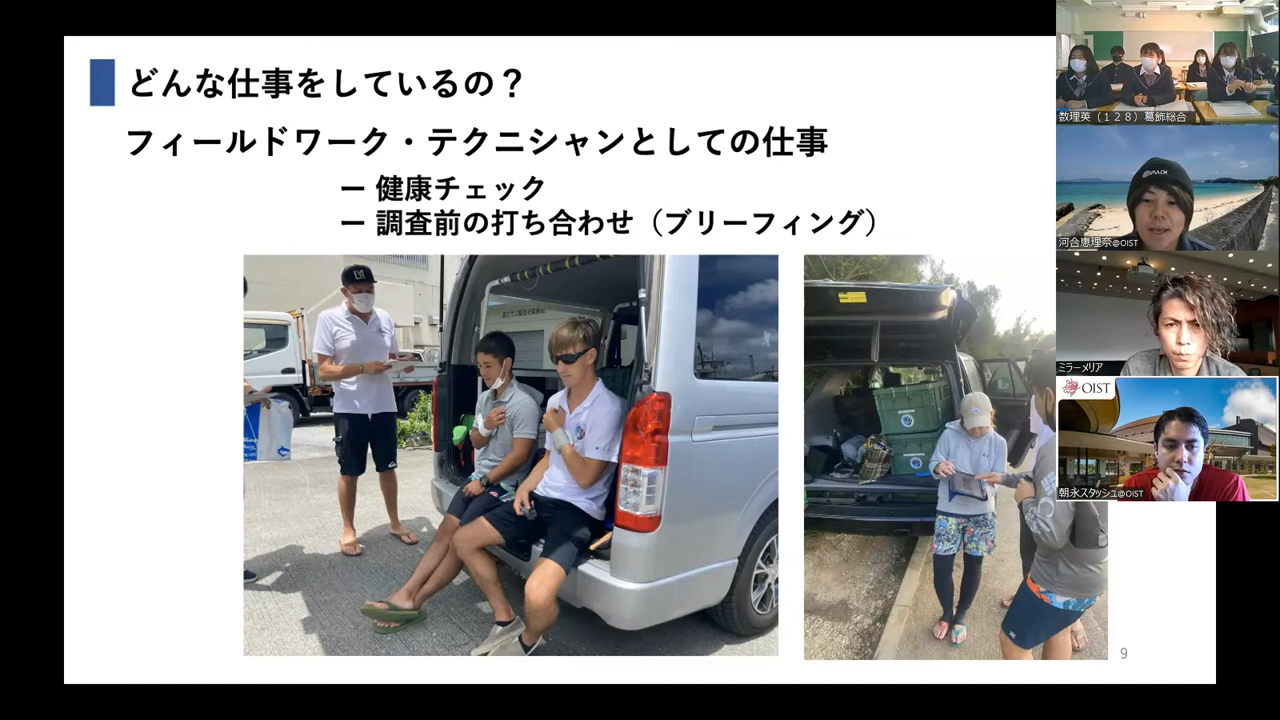 どんな仕事をしているの？
フィールドワーク・テクニシャンとしての仕事
ー 健康チェック
ー 調査前の打ち合わせ（ブリーフィング）
9
数理英（１２８）葛飾総合
PADI
河合恵理奈@OIST
ミラーメリア
OIST
朝永スタッシュ@OIST